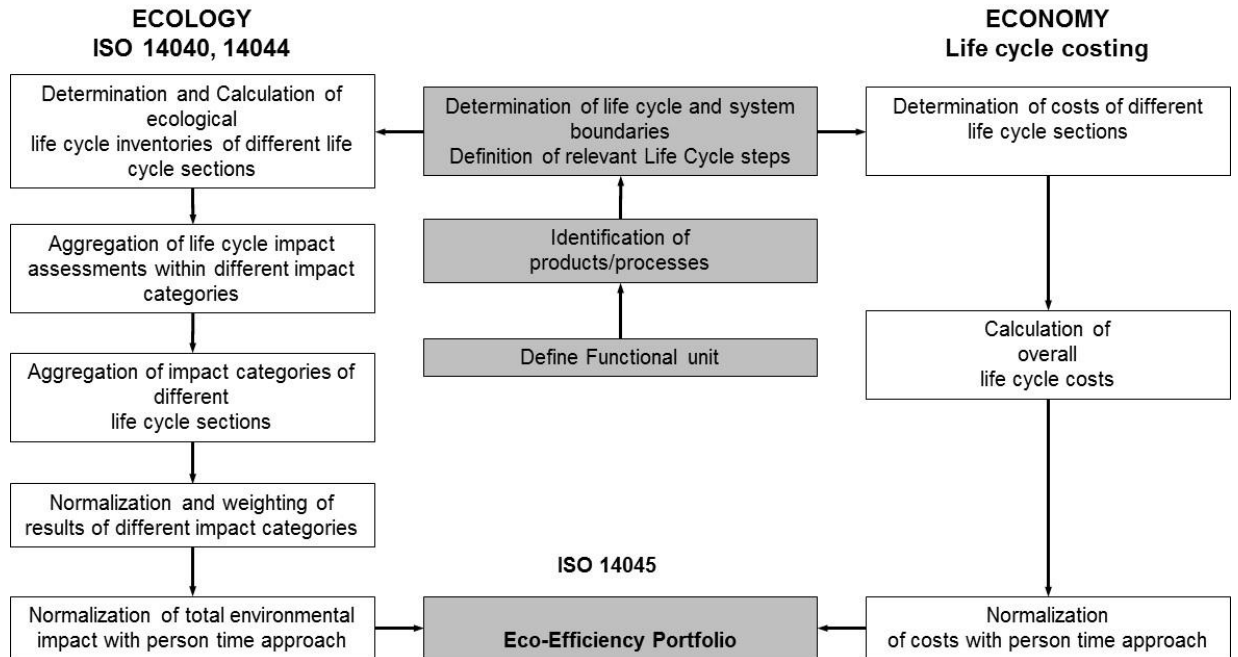 ECOLOGY
ISO 14040, 14044
Determination and Calculation of
ecological
life cycle inventories of different life
cycle sections
Aggregation of life cycle impact
assessments within different impact
categories
Aggregation of impact categories of
different
life cycle sections
Normalization and weighting of
results of different impact categories
Normalization of total environmental
impact with person time approach
Determination of life cycle and system
boundaries
Definition of relevant Life Cycle steps
Identification of
products/processes
Define Functional unit
ISO 14045
Eco-Efficiency Portfolio
ECONOMY
Life cycle costing
Determination of costs of different
life cycle sections
Calculation of
overall
life cycle costs
Normalization
of costs with person time approach